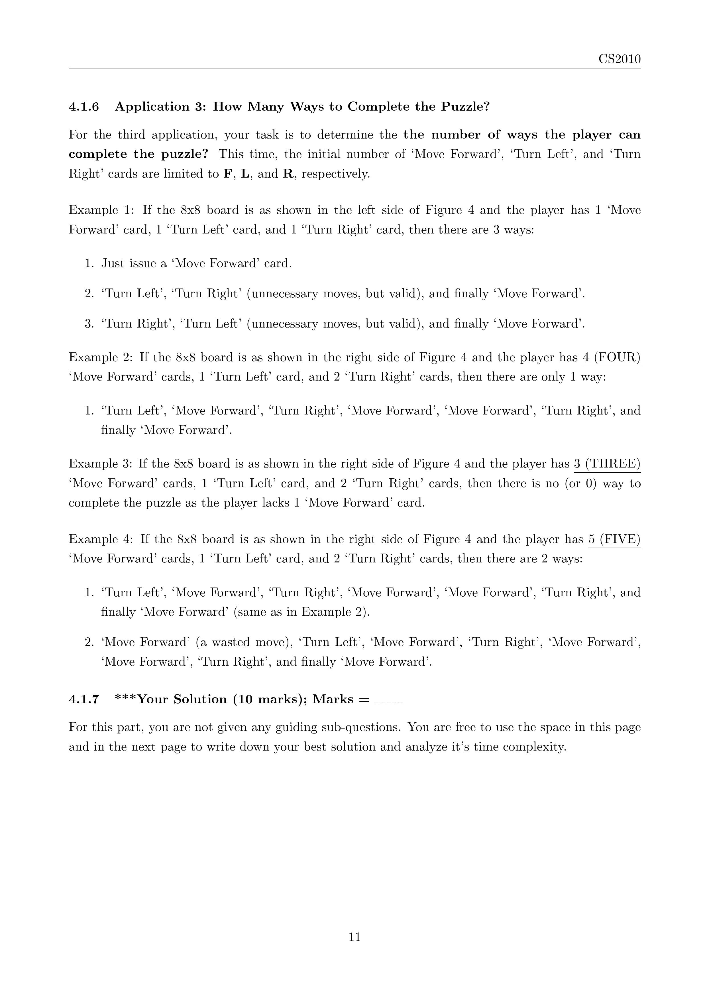 CS2010
4.1.6 Application 3: How Many Ways to Complete the Puzzle?
For the third application, your task is to determine the the number of ways the player can
complete the puzzle? This time, the initial number of ‘Move Forward’, ‘Turn Left’, and ‘Turn
Right’ cards are limited to F, L, and R, respectively.
Example 1: If the 8x8 board is as shown in the left side of Figure 4 and the player has 1 ‘Move
Forward’ card, 1 ‘Turn Left’ card, and 1 ‘Turn Right’ card, then there are 3 ways:
1. Just issue a ‘Move Forward’ card.
2. ‘Turn Left’, ‘Turn Right’ (unnecessary moves, but valid), and finally ‘Move Forward’.
3. ‘Turn Right’, ‘Turn Left’ (unnecessary moves, but valid), and finally ‘Move Forward’.
Example 2: If the 8x8 board is as shown in the right side of Figure 4 and the player has 4 (FOUR)
‘Move Forward’ cards, 1 ‘Turn Left’ card, and 2 ‘Turn Right’ cards, then there are only 1 way:
1. ‘Turn Left’, ‘Move Forward’, ‘Turn Right’, ‘Move Forward’, ‘Move Forward’, ‘Turn Right’, and
finally ‘Move Forward’.
Example 3: If the 8x8 board is as shown in the right side of Figure 4 and the player has 3 (THREE)
‘Move Forward’ cards, 1 ‘Turn Left’ card, and 2 ‘Turn Right’ cards, then there is no (or 0) way to
complete the puzzle as the player lacks 1 ‘Move Forward’ card.
Example 4: If the 8x8 board is as shown in the right side of Figure 4 and the player has 5 (FIVE)
‘Move Forward’ cards, 1 ‘Turn Left’ card, and 2 ‘Turn Right’ cards, then there are 2 ways:
1. ‘Turn Left’, ‘Move Forward’, ‘Turn Right’, ‘Move Forward’, ‘Move Forward’, ‘Turn Right’, and
finally ‘Move Forward’ (same as in Example 2).
2. ‘Move Forward’ (a wasted move), ‘Turn Left’, ‘Move Forward’, ‘Turn Right’, ‘Move Forward’,
‘Move Forward’, ‘Turn Right’, and finally ‘Move Forward’.
4.1.7 ***Your Solution (10 marks); Marks = _____
For this part, you are not given any guiding sub-questions. You are free to use the space in this page
and in the next page to write down your best solution and analyze it’s time complexity.
11